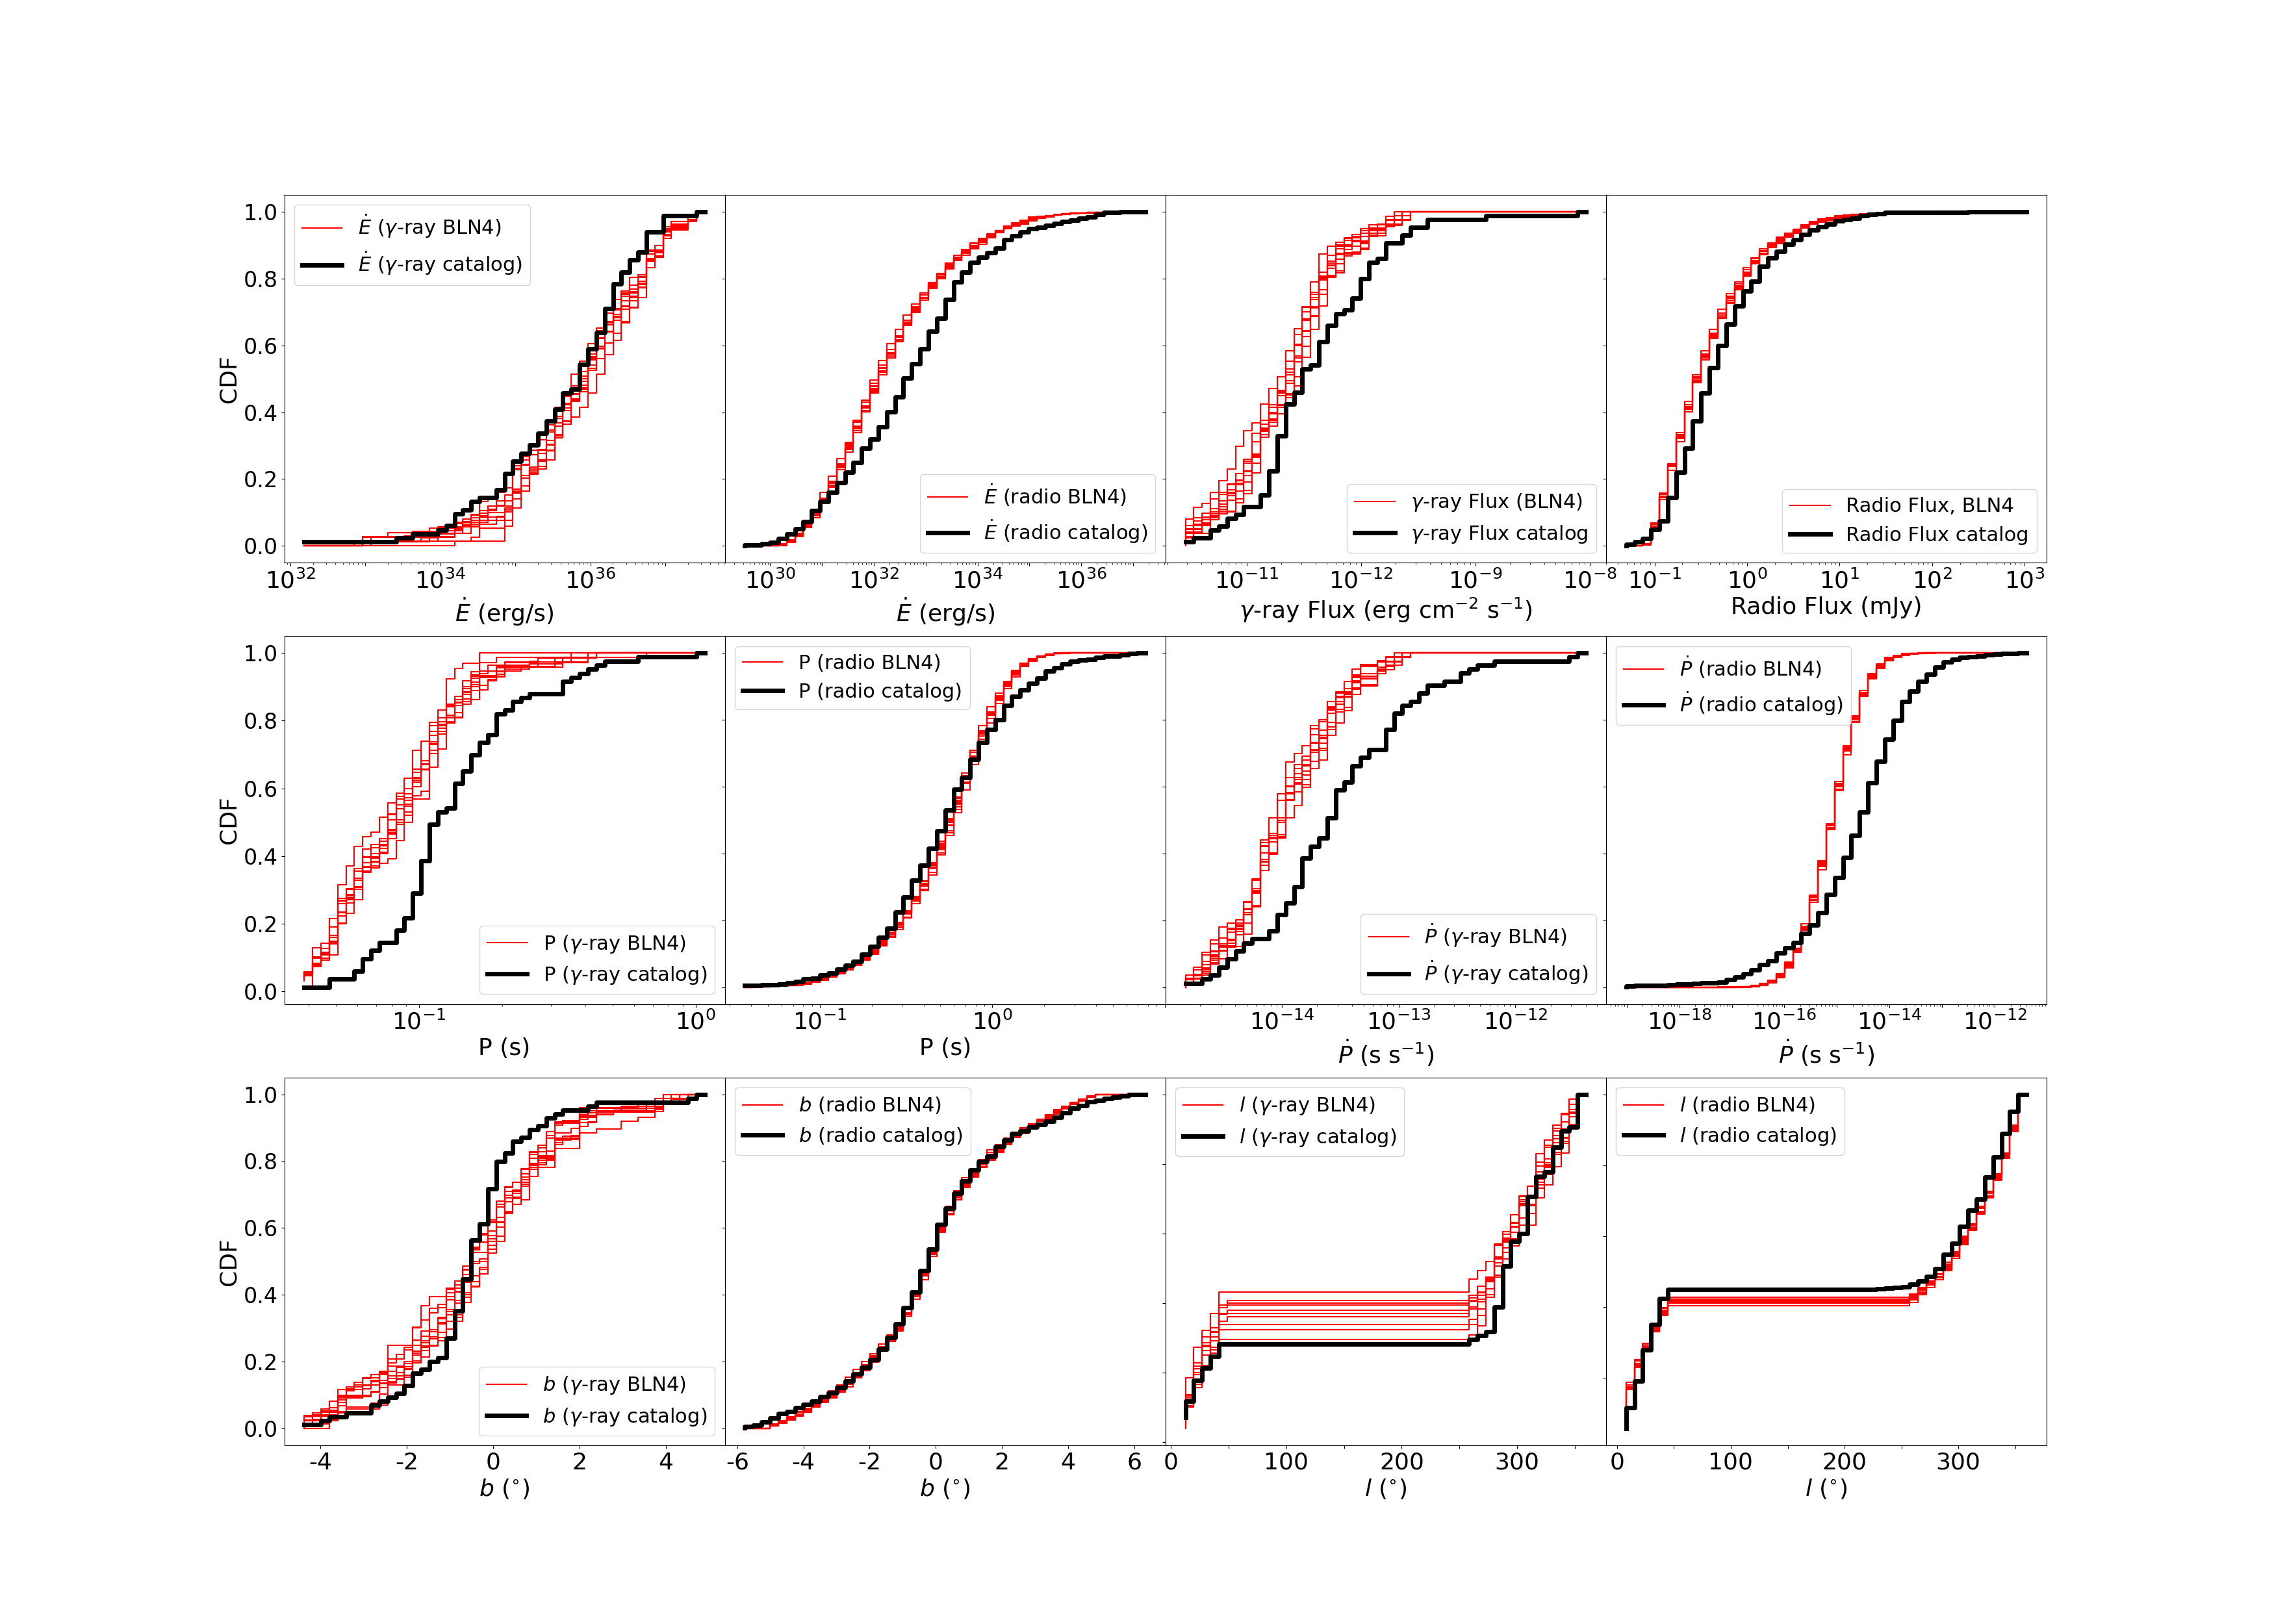 1.0
0.8
0.6
0.4
0.2
0.0
CDF
Ė (γ-ray BLN4)
Ė (γ-ray catalog)
10³² 10³⁴ 10³⁶
Ė (erg/s)
Ė (radio BLN4)
Ė (radio catalog)
10³⁰ 10³² 10³⁴ 10³⁶
Ė (erg/s)
γ-ray Flux (BLN4)
γ-ray Flux catalog
10⁻¹¹ 10⁻¹² 10⁻⁹ 10⁻⁸
γ-ray Flux (erg cm⁻² s⁻¹)
Radio Flux, BLN4
Radio Flux catalog
10⁻¹ 10⁰ 10¹ 10² 10³
Radio Flux (mJy)
1.0
0.8
0.6
0.4
0.2
0.0
CDF
P (γ-ray BLN4)
P (γ-ray catalog)
10⁻¹ 10⁰
P (s)
P (radio BLN4)
P (radio catalog)
10⁻¹ 10⁰
P (s)
Ṗ (γ-ray BLN4)
Ṗ (γ-ray catalog)
10⁻¹⁴ 10⁻¹³ 10⁻¹²
Ṗ (s s⁻¹)
Ṗ (radio BLN4)
Ṗ (radio catalog)
10⁻¹⁸ 10⁻¹⁶ 10⁻¹⁴ 10⁻¹²
Ṗ (s s⁻¹)
1.0
0.8
0.6
0.4
0.2
0.0
CDF
b (γ-ray BLN4)
b (γ-ray catalog)
-4 -2 0 2 4
b (°)
b (radio BLN4)
b (radio catalog)
-6 -4 -2 0 2 4 6
b (°)
l (γ-ray BLN4)
l (γ-ray catalog)
0 100 200 300
l (°)
l (radio BLN4)
l (radio catalog)
0 100 200 300
l (°)